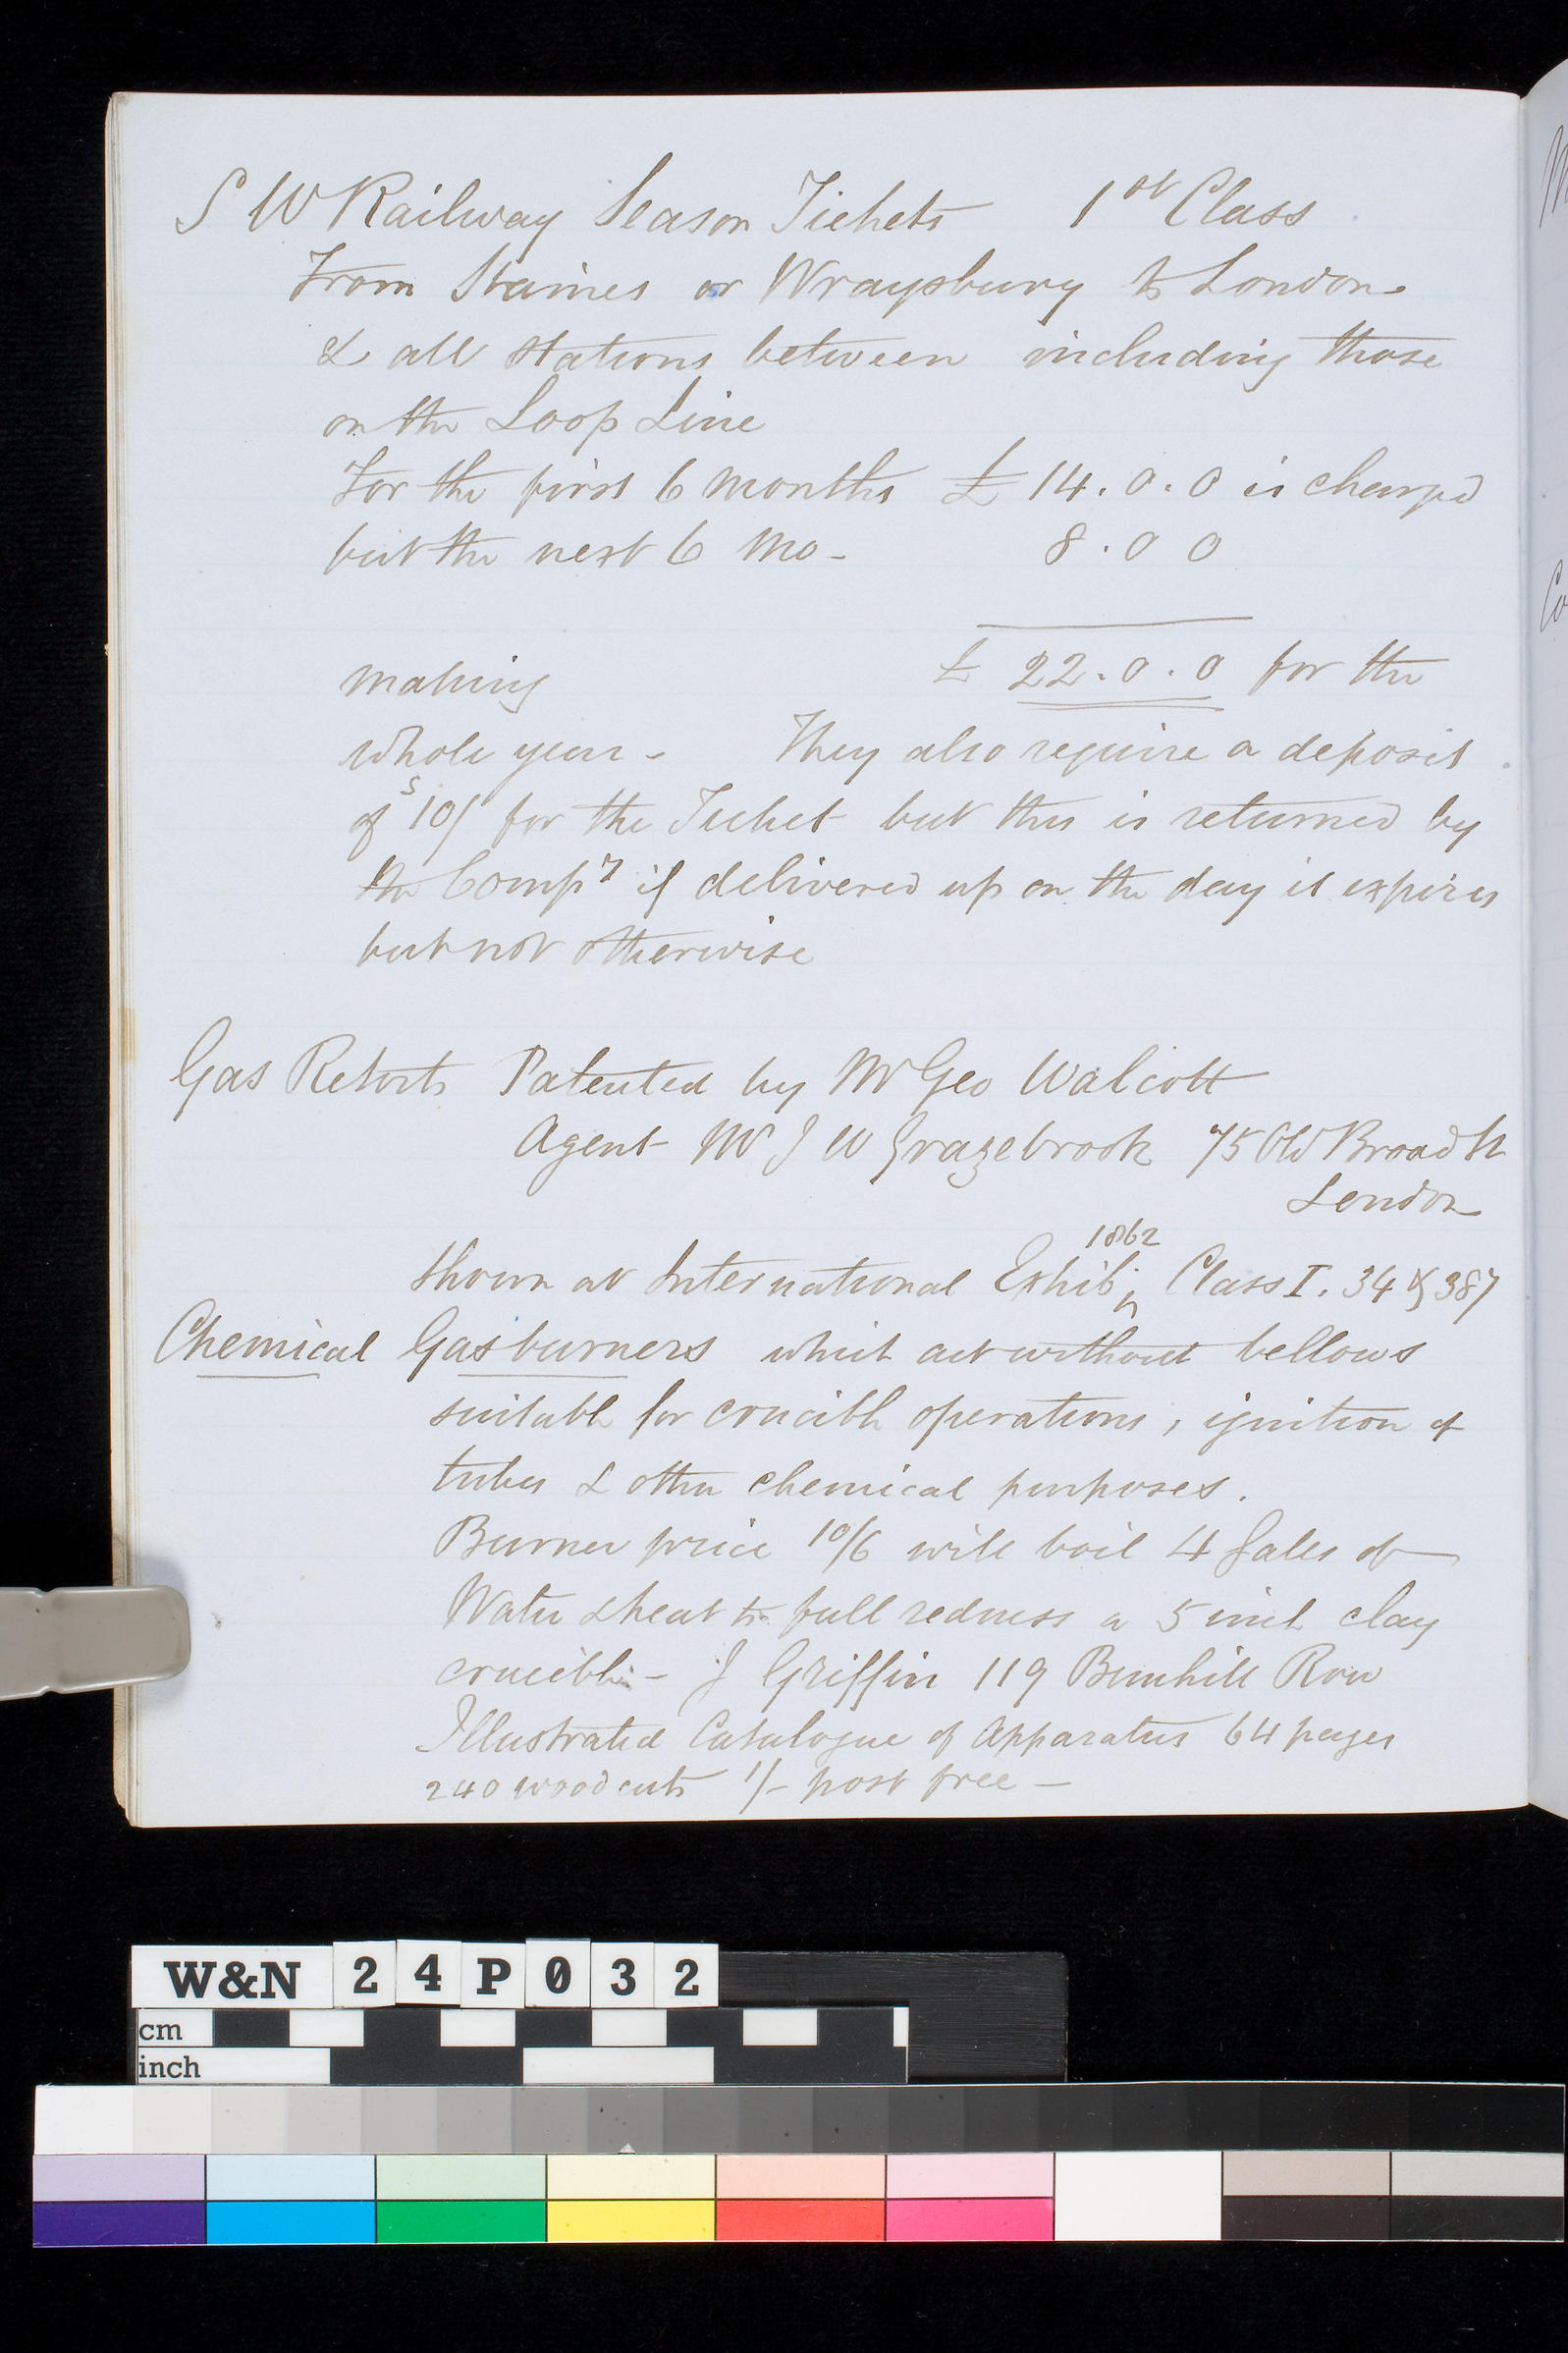 S W Railway Season Tickets 1st Class
From Staines or Wraysbury to London
& all stations between including those
on the Loop Line
For the first 6 months £ 14.0.0 is charg'd
but the next 6 mo- 8.0 0
making £ 22.0.0 for the
whole year - They also require a deposit
of s 10/ for the Ticket but this is returned by
the Compy if delivered up on the day it expires
but not otherwise
Gas Retorts Patented by Mr Geo Walcott
Agent Mr J W Grazebrook 75 Old Broad St
London
1862
Shown at International Exhibn Class I. 34 & 387
Chemical Gas burners which act without bellows
suitable for crucible operations, ignition of
tubes & other chemical purposes.
Burner price 10/6 will boil 4 Galls of
Water & heat to full redness a 5 inch clay
crucible - J Griffin 119 Bunhill Row
Illustrated Catalogue of Apparatus 64 pages
240 wood cuts 1/- post free -
W&N 24P032
cm
inch